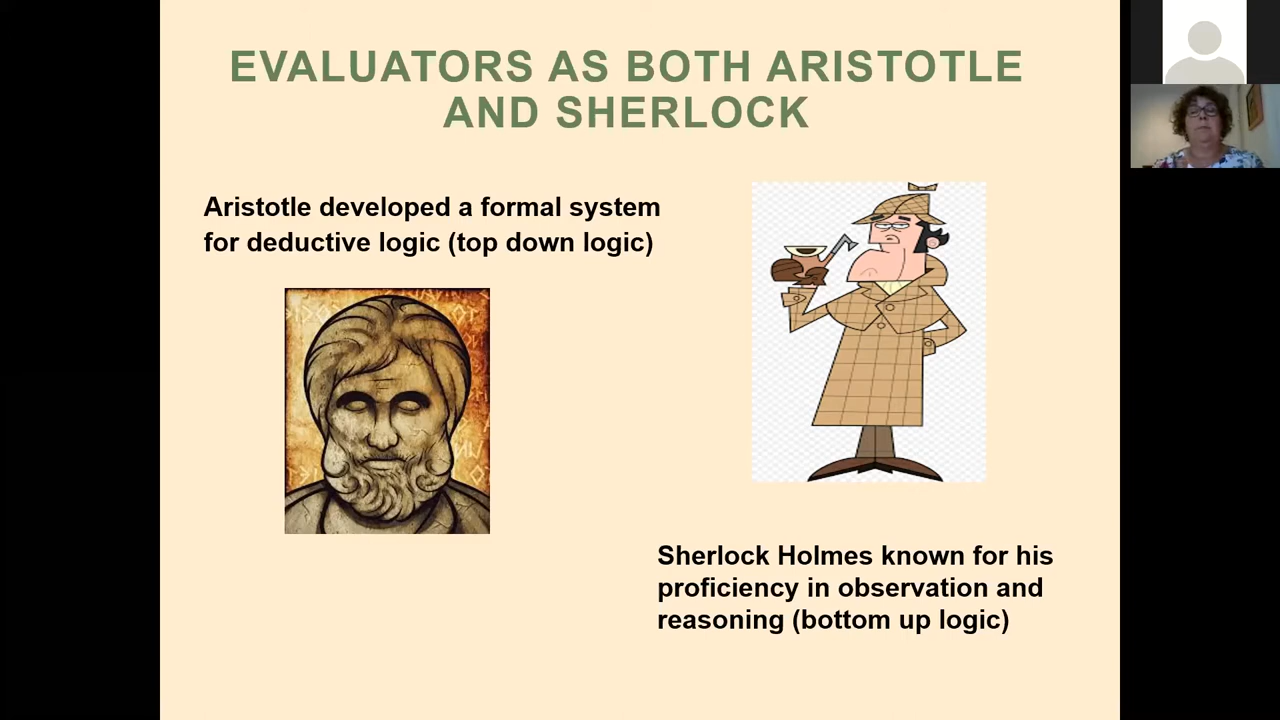 EVALUATORS AS BOTH ARISTOTLE
AND SHERLOCK
Aristotle developed a formal system
for deductive logic (top down logic)
Sherlock Holmes known for his
proficiency in observation and
reasoning (bottom up logic)